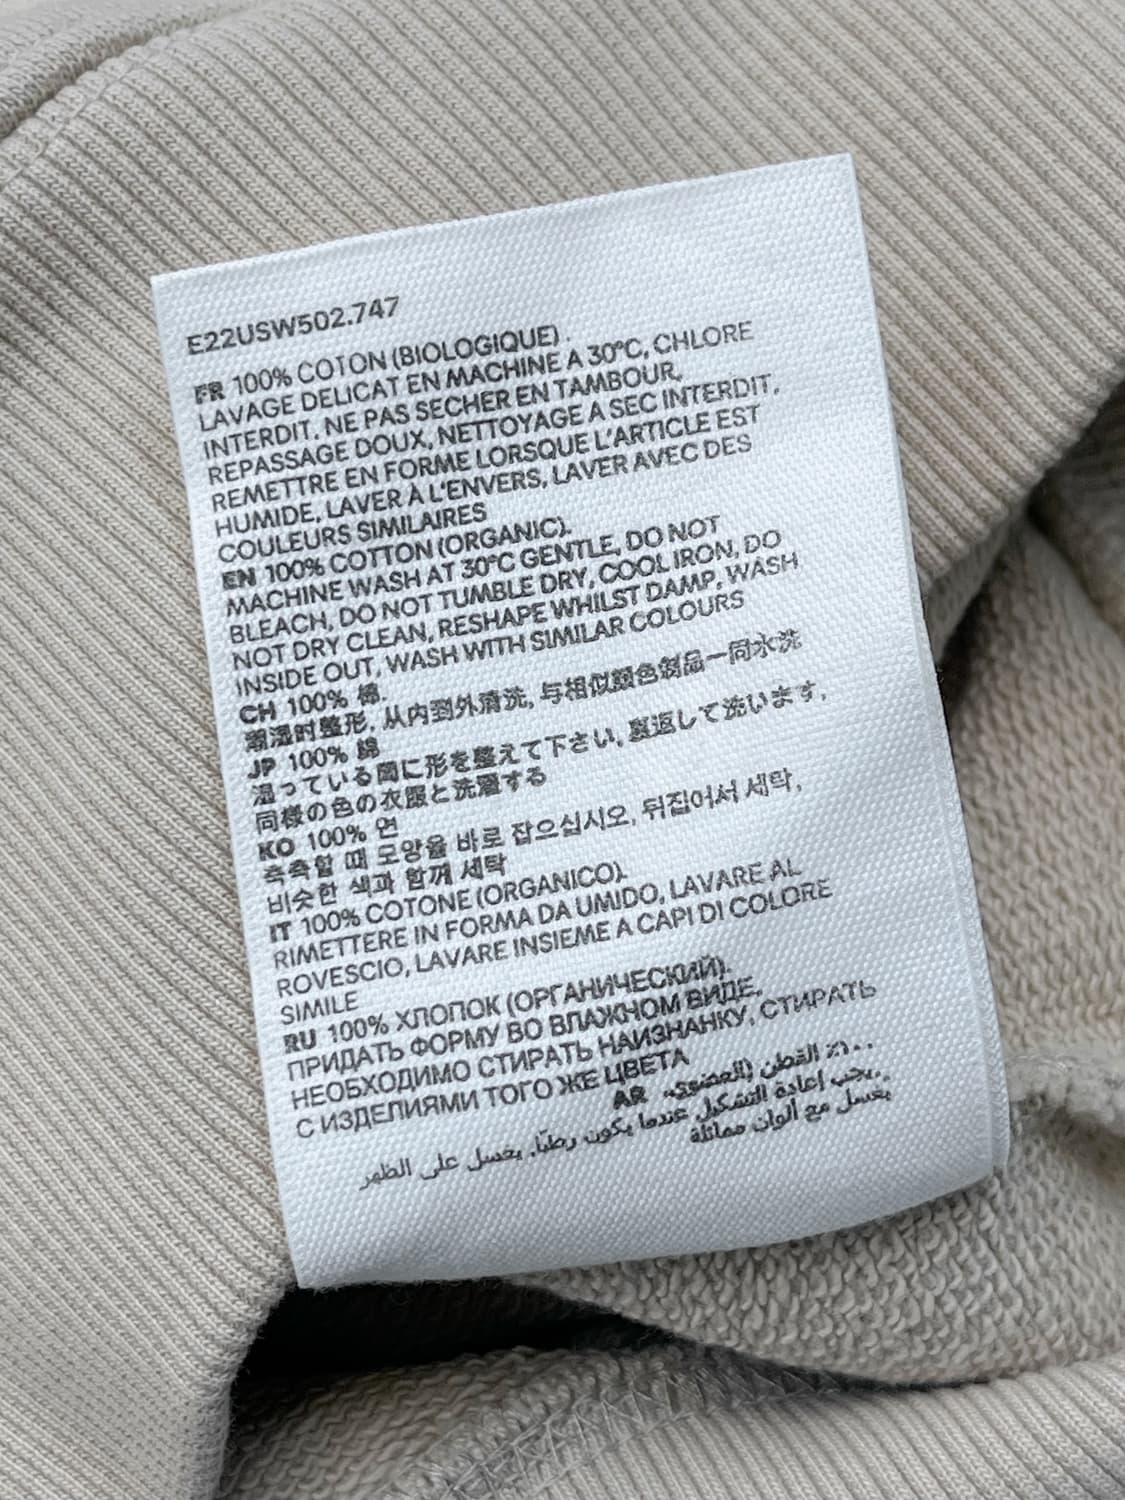 E22USW502.747
FR 100% COTON (BIOLOGIQUE).
LAVAGE DELICAT EN MACHINE A 30°C, CHLORE
INTERDIT, NE PAS SECHER EN TAMBOUR,
REPASSAGE DOUX, NETTOYAGE A SEC INTERDIT,
REMETTRE EN FORME LORSQUE L'ARTICLE EST
HUMIDE, LAVER À L'ENVERS, LAVER AVEC DES
COULEURS SIMILAIRES
EN 100% COTTON (ORGANIC).
MACHINE WASH AT 30°C GENTLE, DO NOT
BLEACH, DO NOT TUMBLE DRY, COOL IRON, DO
NOT DRY CLEAN, RESHAPE WHILST DAMP, WASH
INSIDE OUT, WASH WITH SIMILAR COLOURS
CH 100% 棉.
潮湿时整形, 从内到外清洗, 与相似颜色制品一同水洗
JP 100% 綿
湿っている間に形を整えて下さい, 裏返して洗います,
同様の色の衣服と洗濯する
KO 100% 면
축축할 때 모양을 바로 잡으십시오, 뒤집어서 세탁,
비슷한 색과 함께 세탁
IT 100% COTONE (ORGANICO).
RIMETTERE IN FORMA DA UMIDO, LAVARE AL
ROVESCIO, LAVARE INSIEME A CAPI DI COLORE
SIMILE
RU 100% ХЛОПОК (ОРГАНИЧЕСКИЙ).
ПРИДАТЬ ФОРМУ ВО ВЛАЖНОМ ВИДЕ,
НЕОБХОДИМО СТИРАТЬ НАИЗНАНКУ, СТИРАТЬ
С ИЗДЕЛИЯМИ ТОГО ЖЕ ЦВЕТА
AR ٪١٠٠ القطن (العضوي).
يجب إعادة التشكيل عندما يكون رطبًا, يغسل على الظهر
يغسل مع ألوان مماثلة